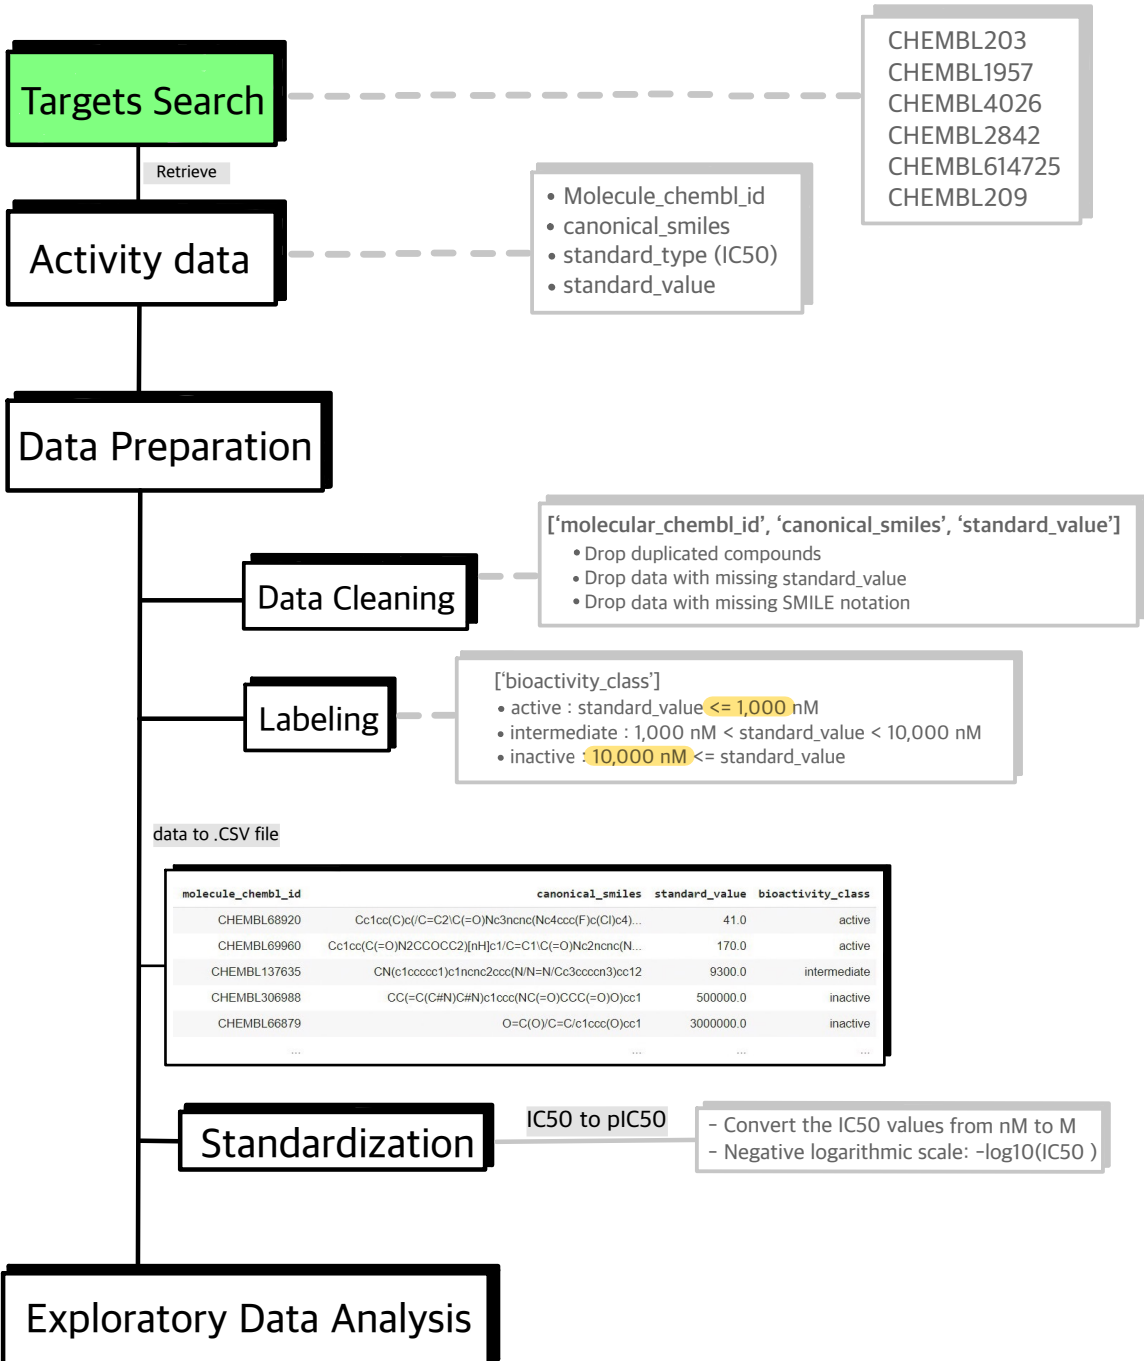 Targets Search
CHEMBL203
CHEMBL1957
CHEMBL4026
CHEMBL2842
CHEMBL614725
CHEMBL209
Retrieve
Activity data
• Molecule_chembl_id
• canonical_smiles
• standard_type (IC50)
• standard_value
Data Preparation
Data Cleaning
[‘molecular_chembl_id’, ‘canonical_smiles’, ‘standard_value’]
• Drop duplicated compounds
• Drop data with missing standard_value
• Drop data with missing SMILE notation
Labeling
[‘bioactivity_class’]
• active : standard_value <= 1,000 nM
• intermediate : 1,000 nM < standard_value < 10,000 nM
• inactive : 10,000 nM <= standard_value
data to .CSV file
molecule_chembl_id canonical_smiles standard_value bioactivity_class
CHEMBL68920 Cc1cc(C)c(/C=C2\C(=O)Nc3ncnc(Nc4ccc(F)c(Cl)c4)... 41.0 active
CHEMBL69960 Cc1cc(C(=O)N2CCOCC2)[nH]c1/C=C1\C(=O)Nc2ncnc(N... 170.0 active
CHEMBL137635 CN(c1ccccc1)c1ncnc2ccc(N/N=N/Cc3ccccn3)cc12 9300.0 intermediate
CHEMBL306988 CC(=C(C#N)C#N)c1ccc(NC(=O)CCC(=O)O)cc1 500000.0 inactive
CHEMBL66879 O=C(O)/C=C/c1ccc(O)cc1 3000000.0 inactive
... ... ... ...
Standardization
IC50 to pIC50
- Convert the IC50 values from nM to M
- Negative logarithmic scale: -log10(IC50 )
Exploratory Data Analysis